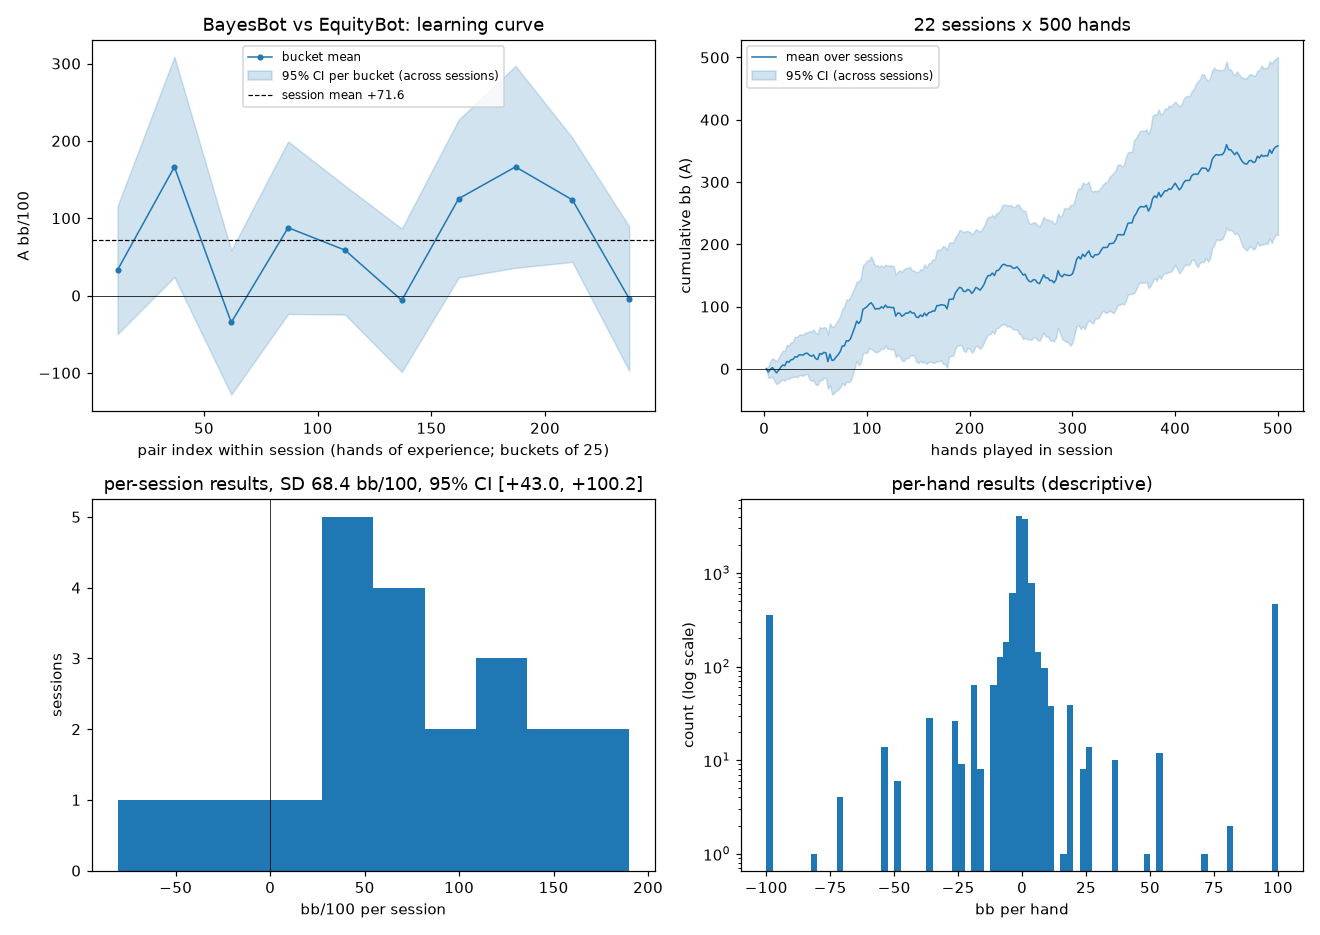 BayesBot vs EquityBot: learning curve
300
200
100
0
−100
A bb/100
bucket mean
95% CI per bucket (across sessions)
session mean +71.6
50
100
150
200
pair index within session (hands of experience; buckets of 25)
22 sessions x 500 hands
500
400
300
200
100
0
cumulative bb (A)
mean over sessions
95% CI (across sessions)
0
100
200
300
400
500
hands played in session
per-session results, SD 68.4 bb/100, 95% CI [+43.0, +100.2]
5
4
3
2
1
0
sessions
−50
0
50
100
150
200
bb/100 per session
per-hand results (descriptive)
10³
10²
10¹
10⁰
count (log scale)
−100
−75
−50
−25
0
25
50
75
100
bb per hand